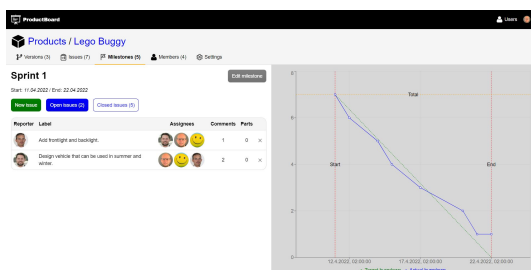 ProductBoard
Users
Products / Lego Buggy
Versions (3)
Issues (7)
Milestones (5)
Members (4)
Settings
Sprint 1
Edit milestone
Start: 11.04.2022 / End: 22.04.2022
New issue
Open issues (2)
Closed issues (5)
Reporter Label Assignees Comments Parts
Add frontlight and backlight.
1 0 ×
Design vehicle that can be used in summer and
winter.
2 0 ×
8
Total
6
4
Start
End
2
0
12.4.2022, 02:00:00
17.4.2022, 02:00:00
22.4.2022, 02:00:00